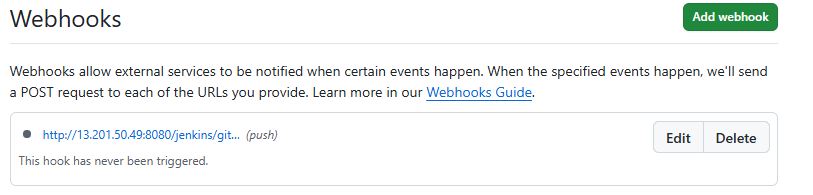 Webhooks
Add webhook
Webhooks allow external services to be notified when certain events happen. When the specified events happen, we'll send
a POST request to each of the URLs you provide. Learn more in our Webhooks Guide.
http://13.201.50.49:8080/jenkins/git... (push)
Edit
Delete
This hook has never been triggered.